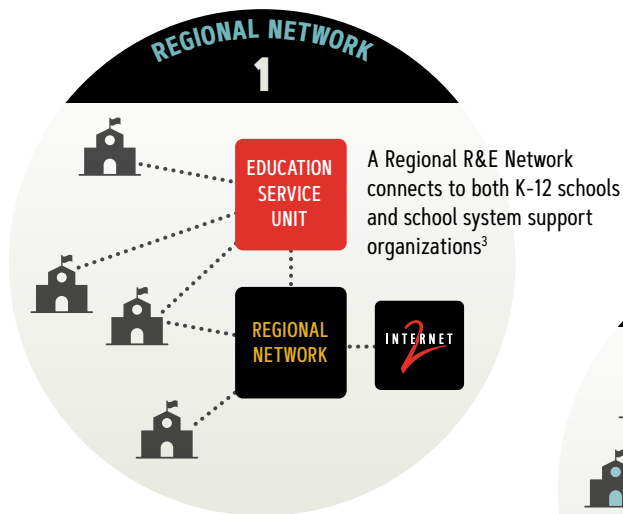 REGIONAL NETWORK
1
EDUCATION
SERVICE
UNIT
A Regional R&E Network
connects to both K-12 schools
and school system support
organizations3
REGIONAL
NETWORK
INTERNET
2